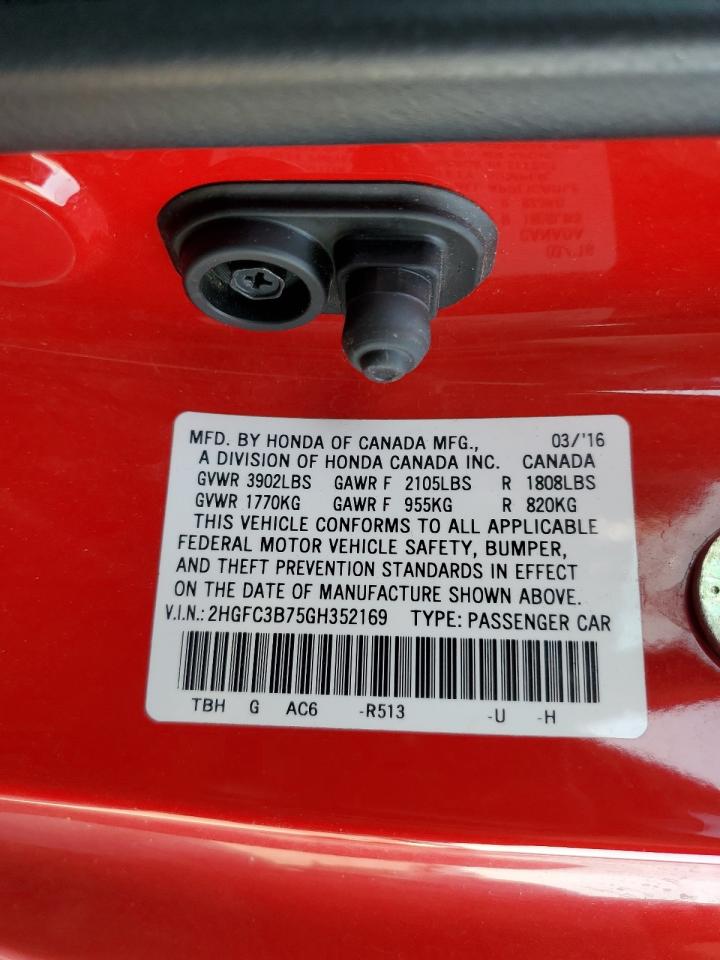 MFD. BY HONDA OF CANADA MFG., 03/'16
A DIVISION OF HONDA CANADA INC. CANADA
GVWR 3902LBS GAWR F 2105LBS R 1808LBS
GVWR 1770KG GAWR F 955KG R 820KG
THIS VEHICLE CONFORMS TO ALL APPLICABLE
FEDERAL MOTOR VEHICLE SAFETY, BUMPER,
AND THEFT PREVENTION STANDARDS IN EFFECT
ON THE DATE OF MANUFACTURE SHOWN ABOVE.
V.I.N.: 2HGFC3B75GH352169 TYPE: PASSENGER CAR
TBH G AC6 -R513 -U -H